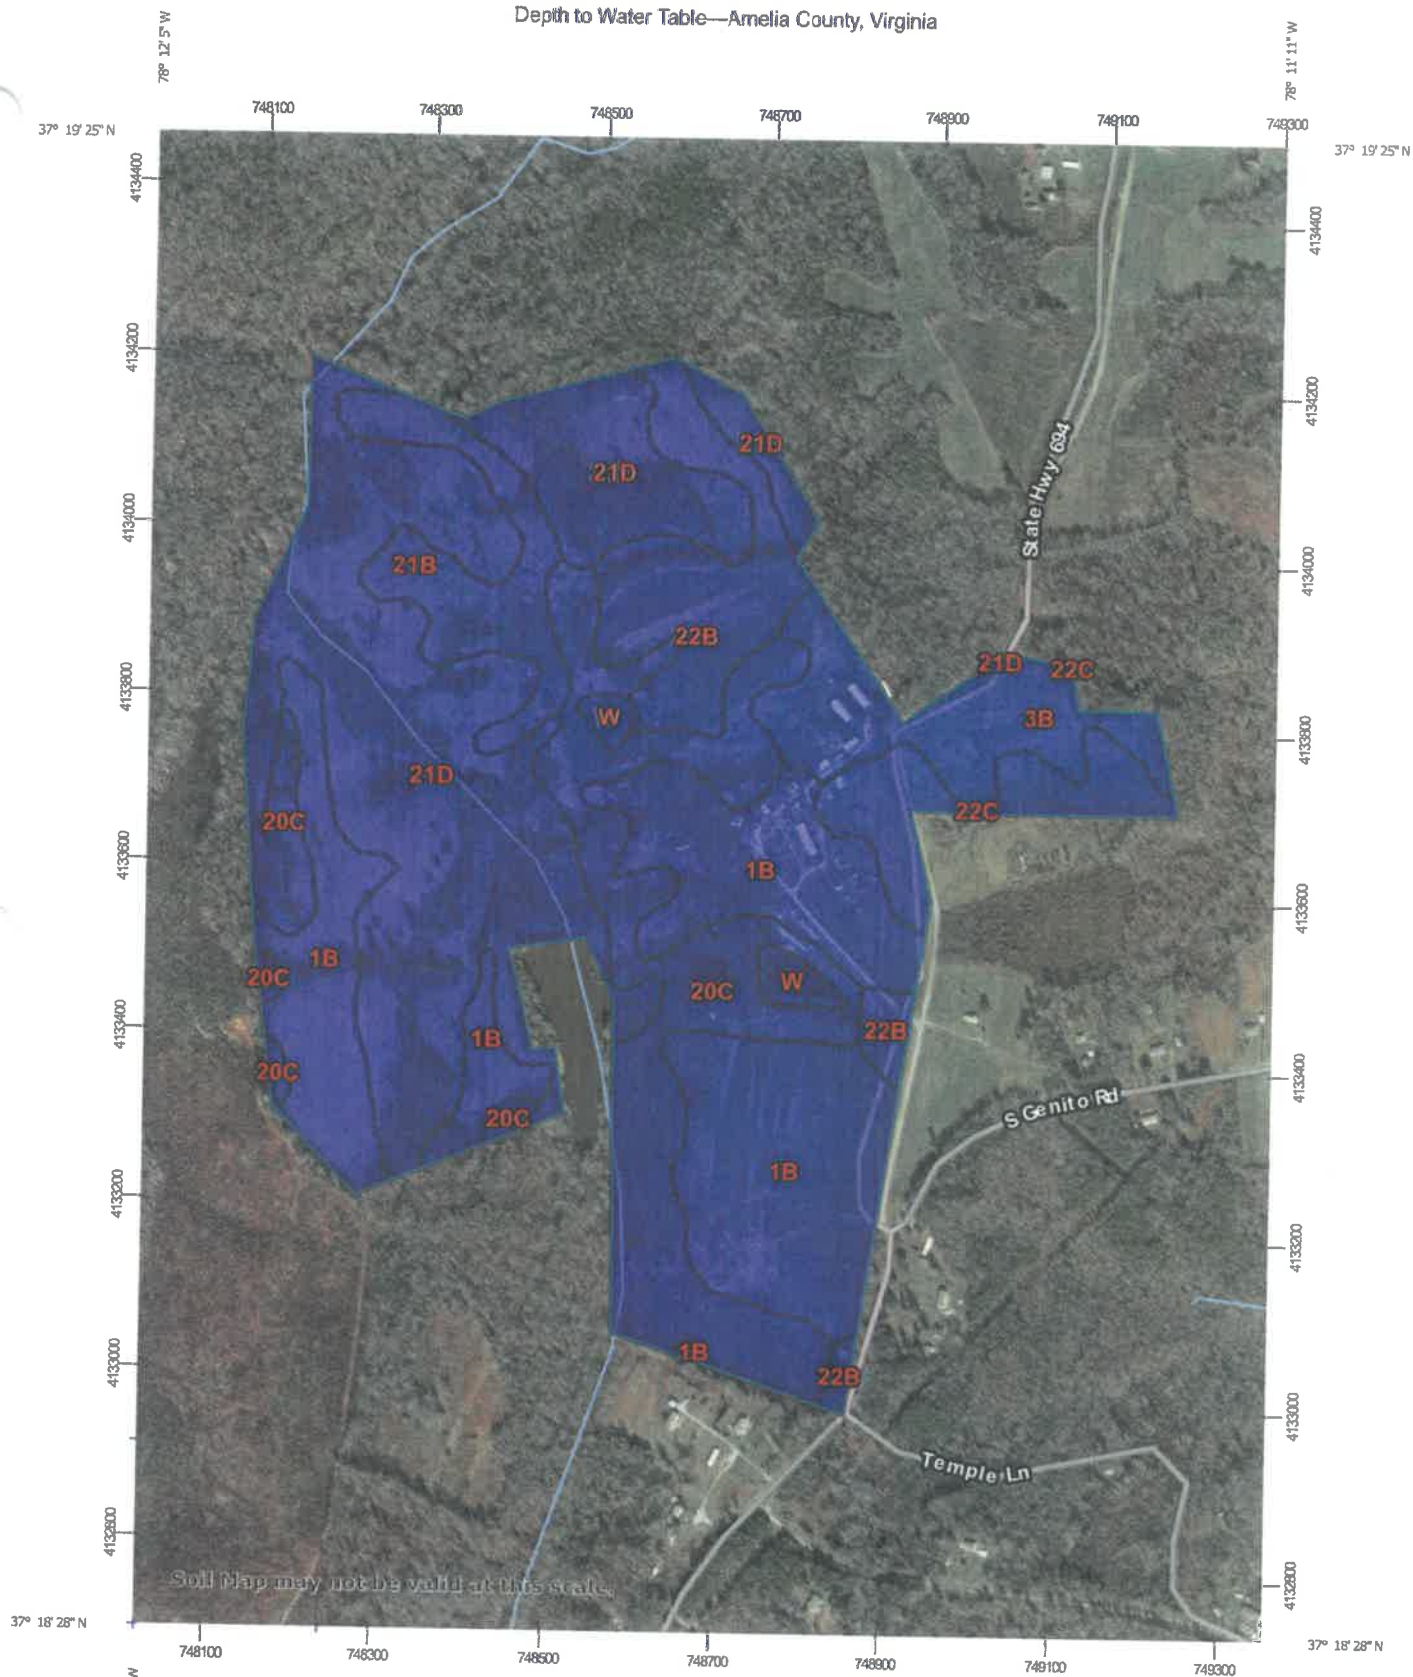 Depth to Water Table—Amelia County, Virginia
78° 12' 5" W
78° 11' 11" W
748100
748300
748500
748700
748900
749100
749300
37° 19' 25" N
37° 19' 25" N
4134400
4134400
4134200
4134200
State Hwy 694
21D
21D
4134000
4134000
21B
22B
21D
22C
4133800
W
3B
4133800
21D
20C
22C
4133600
1B
4133600
1B
20C
20C
W
4133400
22B
1B
20C
4133400
S Genito Rd
20C
1B
4133200
4133200
1B
4133000
22B
4133000
Temple Ln
4132800
Soil Map may not be valid at this scale.
4132800
37° 18' 28" N
37° 18' 28" N
748100
748300
748500
748700
748900
749100
749300
N